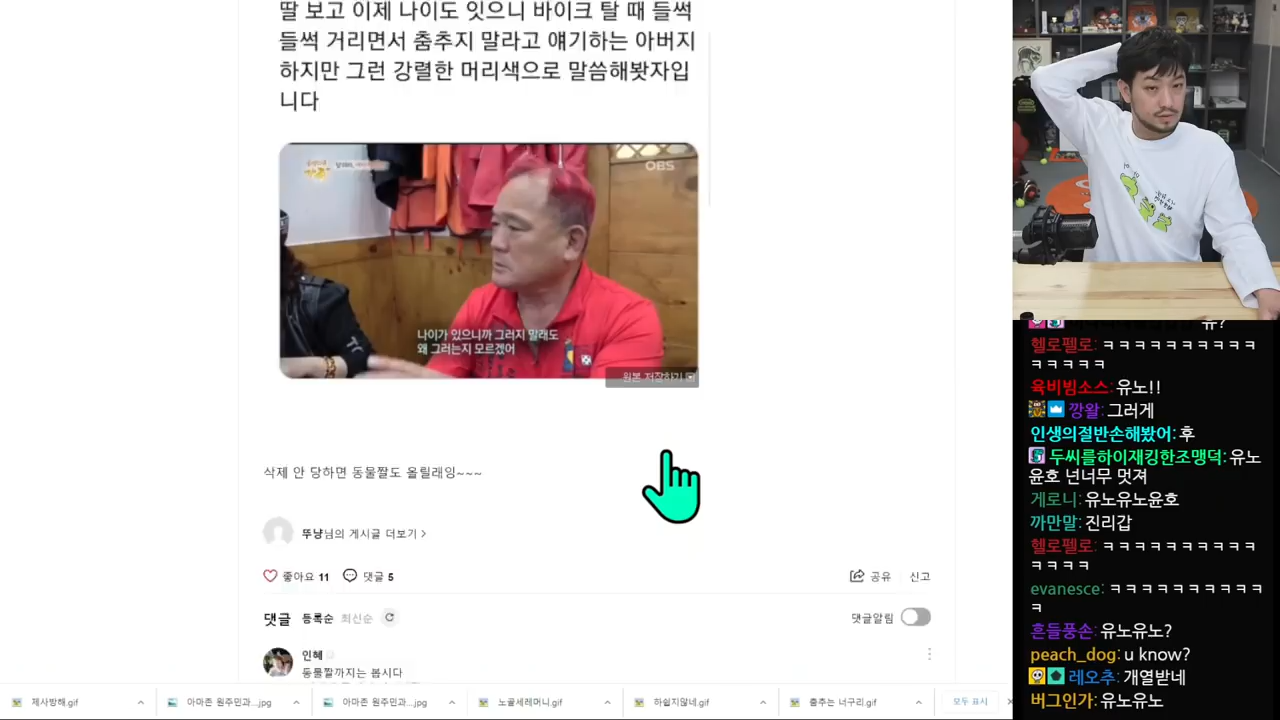 딸 보고 이제 나이도 잇으니 바이크 탈 때 들썩
들썩 거리면서 춤추지 말라고 얘기하는 아버지
하지만 그런 강렬한 머리색으로 말씀해봣자입
니다
OBS
나이가 있으니까 그러지 말래도
왜 그러는지 모르겠어
원본 저장하기
삭제 안 당하면 동물짤도 올릴래잉~~~
뚜냥님의 게시글 더보기 >
좋아요 11 댓글 5
공유 신고
댓글 등록순 최신순
댓글알림
인혜
동물짤까지는 봅시다
제사방해.gif
아마존 원주민과....jpg
아마존 원주민과....jpg
노골세레머니.gif
하쉽지않네.gif
춤추는 너구리.gif
모두 표시
유?
헬로펠로: ㅋㅋㅋㅋㅋㅋㅋㅋㅋㅋ
ㅋㅋㅋㅋㅋ
육비빔소스: 유노!!
깡왈: 그러게
인생의절반손해봤어: 후
두씨를하이재킹한조맹덕: 유노
윤호 넌너무 멋져
게로니: 유노유노윤호
까만말: 진리갑
헬로펠로: ㅋㅋㅋㅋㅋㅋㅋㅋㅋㅋ
ㅋㅋㅋㅋ
evanesce: ㅋㅋㅋㅋㅋㅋㅋㅋㅋㅋ
ㅋ
흔들풍손: 유노유노?
peach_dog: u know?
레오추: 개열받네
버그인가: 유노유노